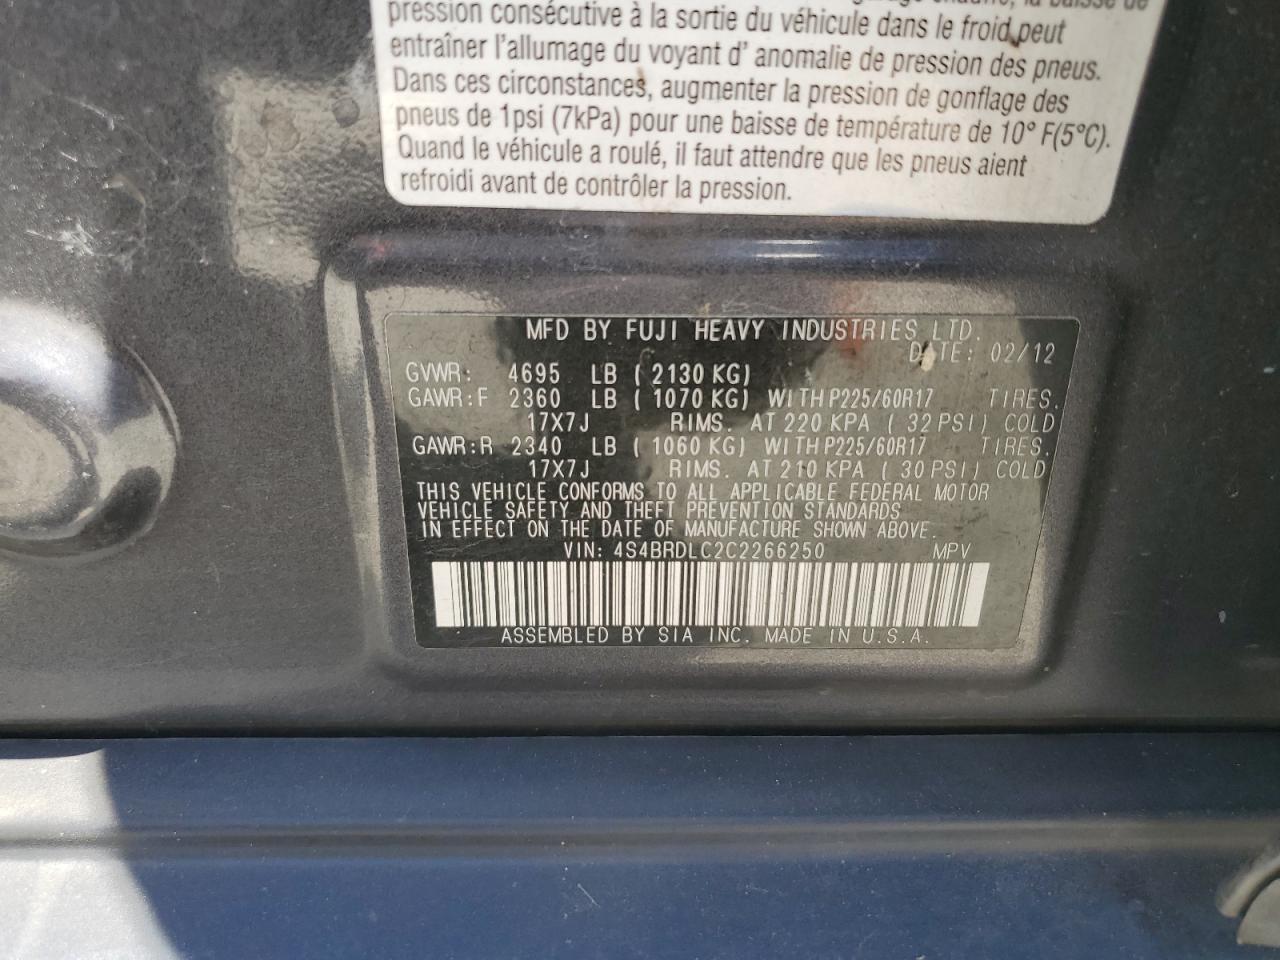 pression consécutive à la sortie du véhicule dans le froid peut
entraîner l'allumage du voyant d' anomalie de pression des pneus.
Dans ces circonstances, augmenter la pression de gonflage des
pneus de 1psi (7kPa) pour une baisse de température de 10° F(5°C).
Quand le véhicule a roulé, il faut attendre que les pneus aient
refroidi avant de contrôler la pression.
MFD BY FUJI HEAVY INDUSTRIES LTD.
DATE: 02/12
GVWR: 4695 LB ( 2130 KG)
GAWR:F 2360 LB ( 1070 KG) WITH P225/60R17 TIRES.
17X7J RIMS. AT 220 KPA ( 32 PSI) COLD
GAWR:R 2340 LB ( 1060 KG) WITH P225/60R17 TIRES.
17X7J RIMS. AT 210 KPA ( 30 PSI) COLD
THIS VEHICLE CONFORMS TO ALL APPLICABLE FEDERAL MOTOR
VEHICLE SAFETY AND THEFT PREVENTION STANDARDS
IN EFFECT ON THE DATE OF MANUFACTURE SHOWN ABOVE.
VIN: 4S4BRDLC2C2266250 MPV
ASSEMBLED BY SIA INC. MADE IN U.S.A.